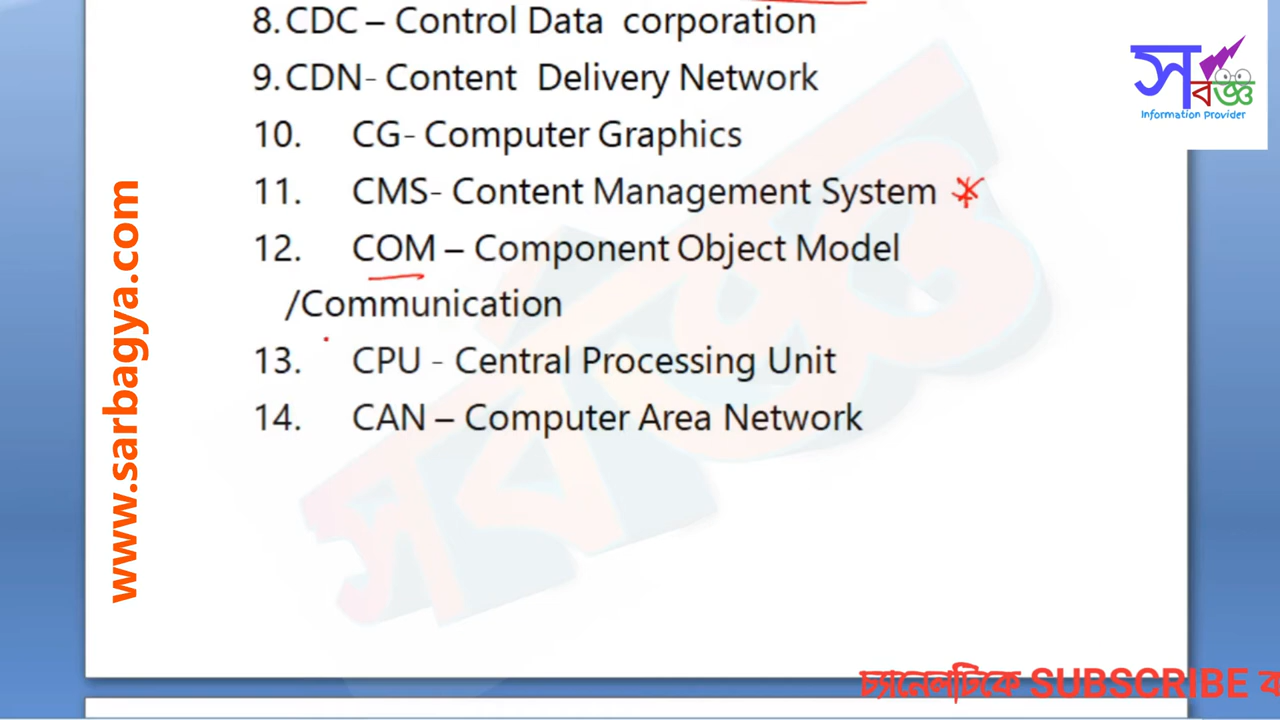 8. CDC – Control Data corporation
9. CDN- Content Delivery Network
10. CG- Computer Graphics
11. CMS- Content Management System
12. COM – Component Object Model
/Communication
13. CPU - Central Processing Unit
14. CAN – Computer Area Network
www.sarbagya.com
সবজ্ঞ
Information Provider
সর্বজ্ঞ
চ্যানেলটিকে SUBSCRIBE ক